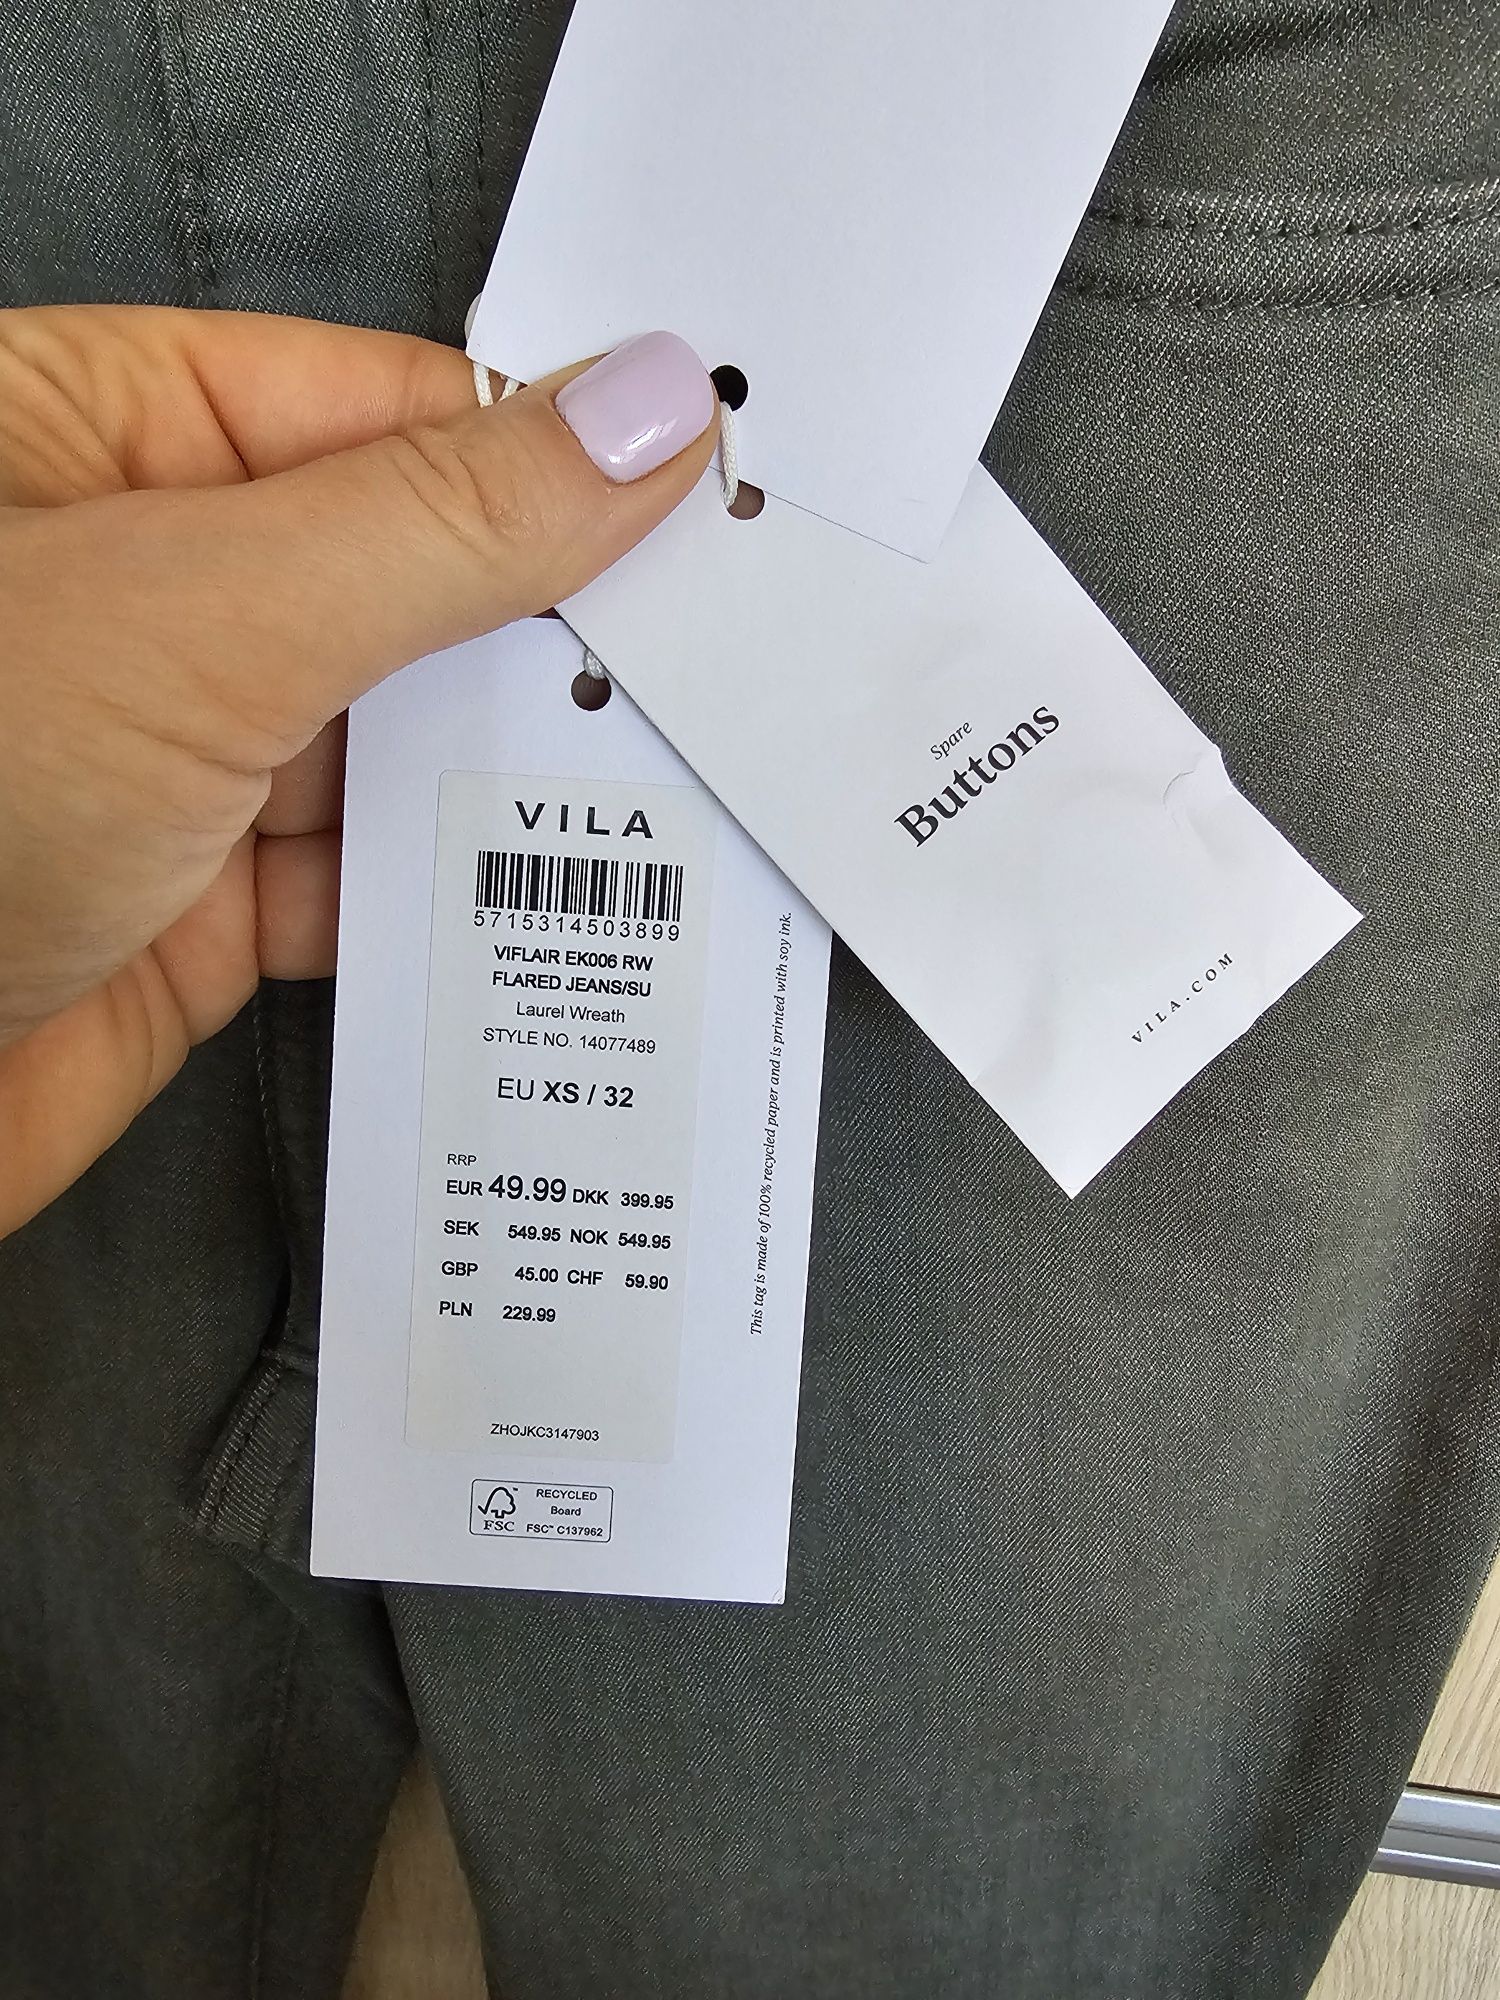 Spare
Buttons
VILA.COM
VILA
5715314503899
VIFLAIR EK006 RW
FLARED JEANS/SU
Laurel Wreath
STYLE NO. 14077489
EU XS / 32
RRP
EUR 49.99 DKK 399.95
SEK 549.95 NOK 549.95
GBP 45.00 CHF 59.90
PLN 229.99
ZHOJKC3147903
This tag is made of 100% recycled paper and is printed with soy ink.
FSC™
RECYCLED
Board
FSC™ C137962